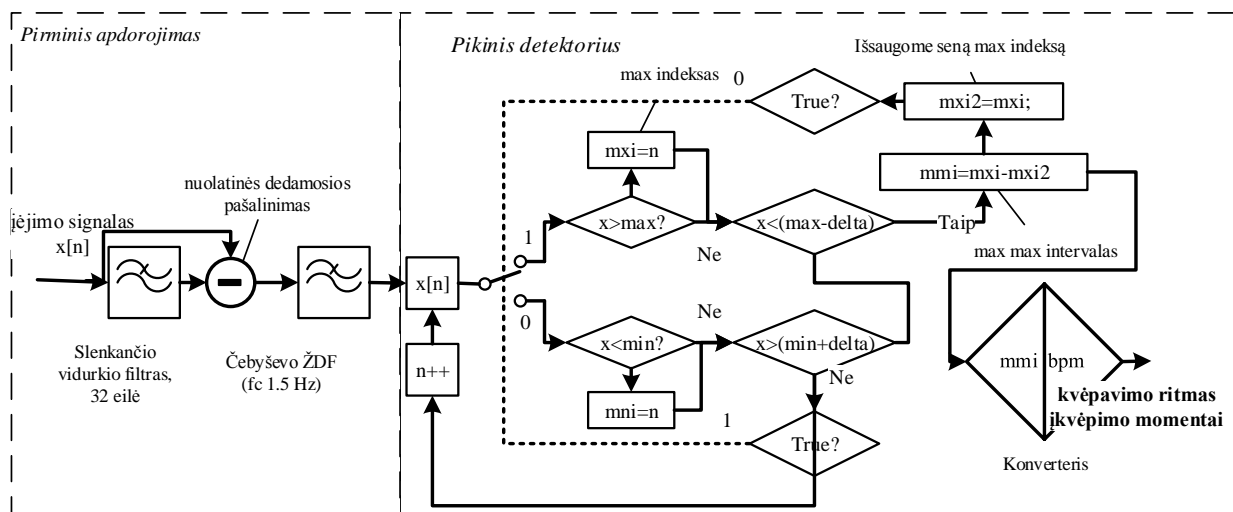 Pirminis apdorojimas
nuolatinės dedamosios
pašalinimas
įėjimo signalas
x[n]
Slenkančio
vidurkio filtras,
32 eilė
Čebyševo ŽDF
(fc 1.5 Hz)
Pikinis detektorius
Išsaugome seną max indeksą
max indeksas
0
True?
mxi2=mxi;
mxi=n
mmi=mxi-mxi2
1
x>max?
Ne
x<(max-delta)
Taip
max max intervalas
x[n]
0
x<min?
Ne
x>(min+delta)
Ne
n++
mni=n
1
True?
mmi bpm
kvėpavimo ritmas
įkvėpimo momentai
Konverteris